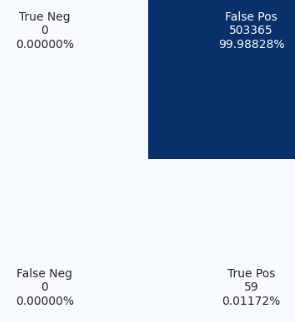 True Neg
0
0.00000%
False Pos
503365
99.98828%
False Neg
0
0.00000%
True Pos
59
0.01172%